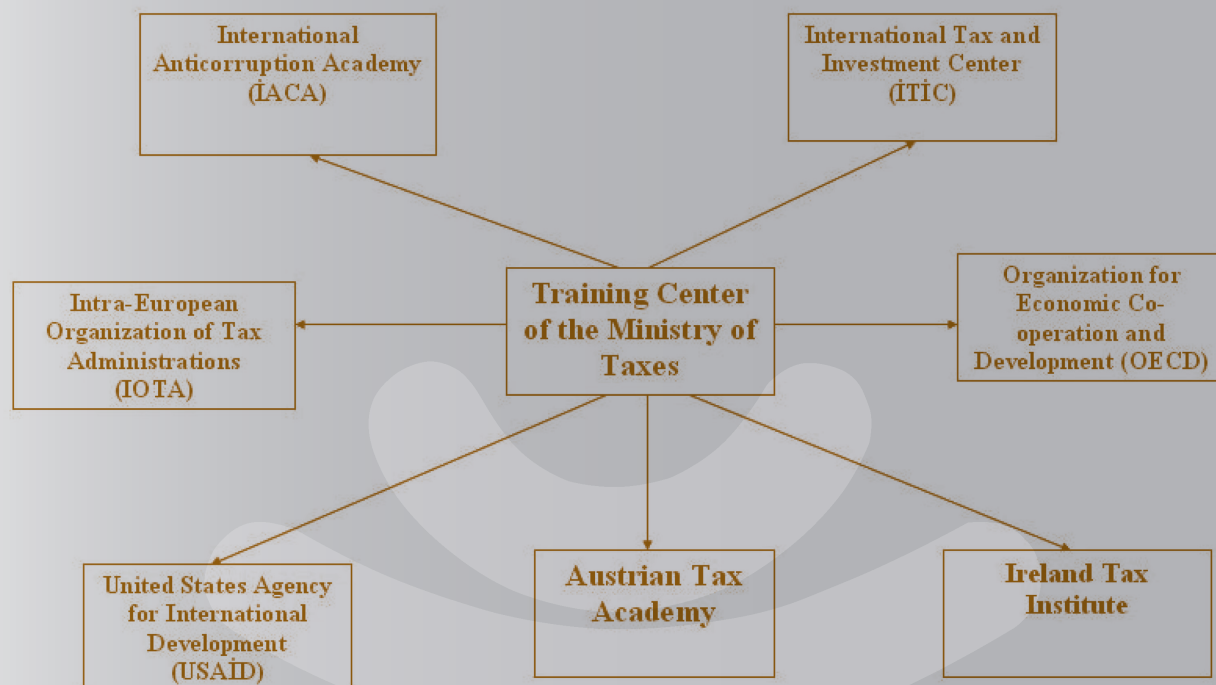 International
Anticorruption Academy
(İACA)
International Tax and
Investment Center
(İTİC)
Intra-European
Organization of Tax
Administrations
(IOTA)
Training Center
of the Ministry of
Taxes
Organization for
Economic Co-
operation and
Development (OECD)
United States Agency
for International
Development
(USAİD)
Austrian Tax
Academy
Ireland Tax
Institute